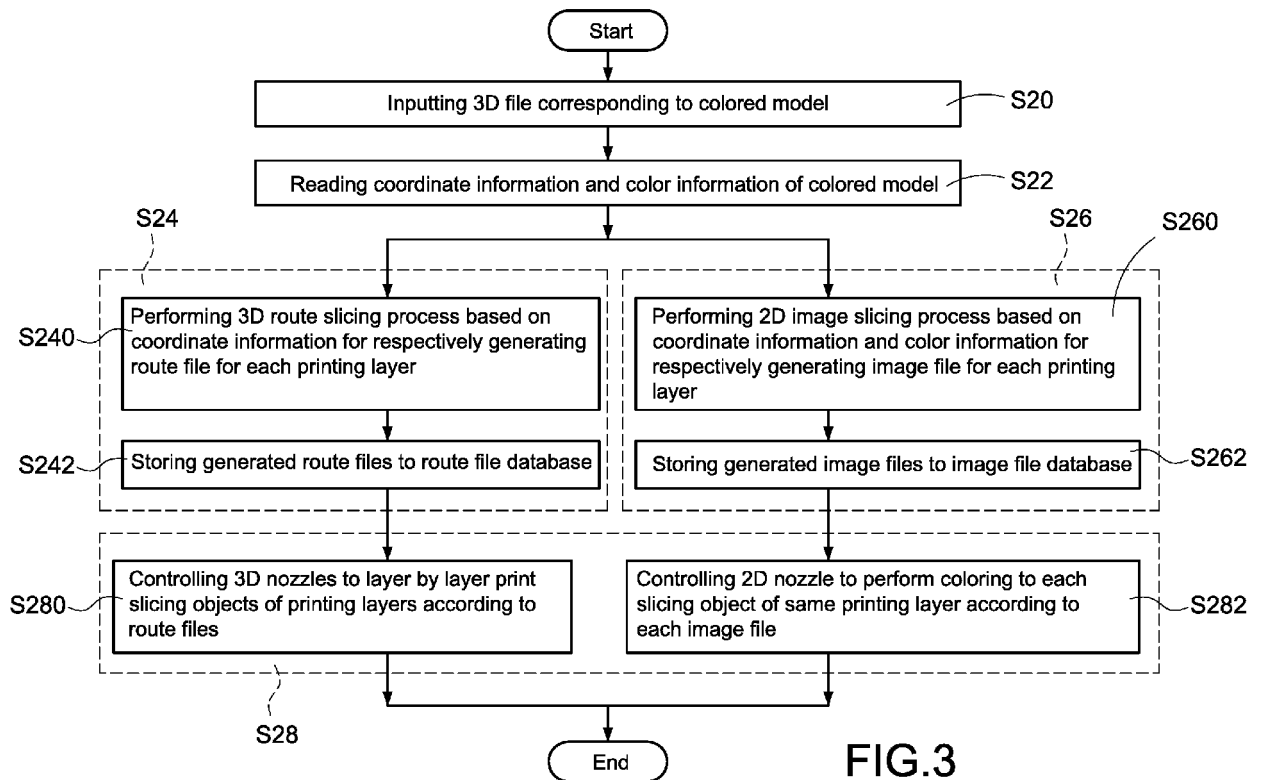 Start
Inputting 3D file corresponding to colored model
S20
Reading coordinate information and color information of colored model
S22
S24
S26
S260
S240
Performing 3D route slicing process based on
coordinate information for respectively generating
route file for each printing layer
Performing 2D image slicing process based on
coordinate information and color information for
respectively generating image file for each printing
layer
S242
Storing generated route files to route file database
Storing generated image files to image file database
S262
S280
Controlling 3D nozzles to layer by layer print
slicing objects of printing layers according to
route files
Controlling 2D nozzle to perform coloring to each
slicing object of same printing layer according to
each image file
S282
S28
End
FIG.3